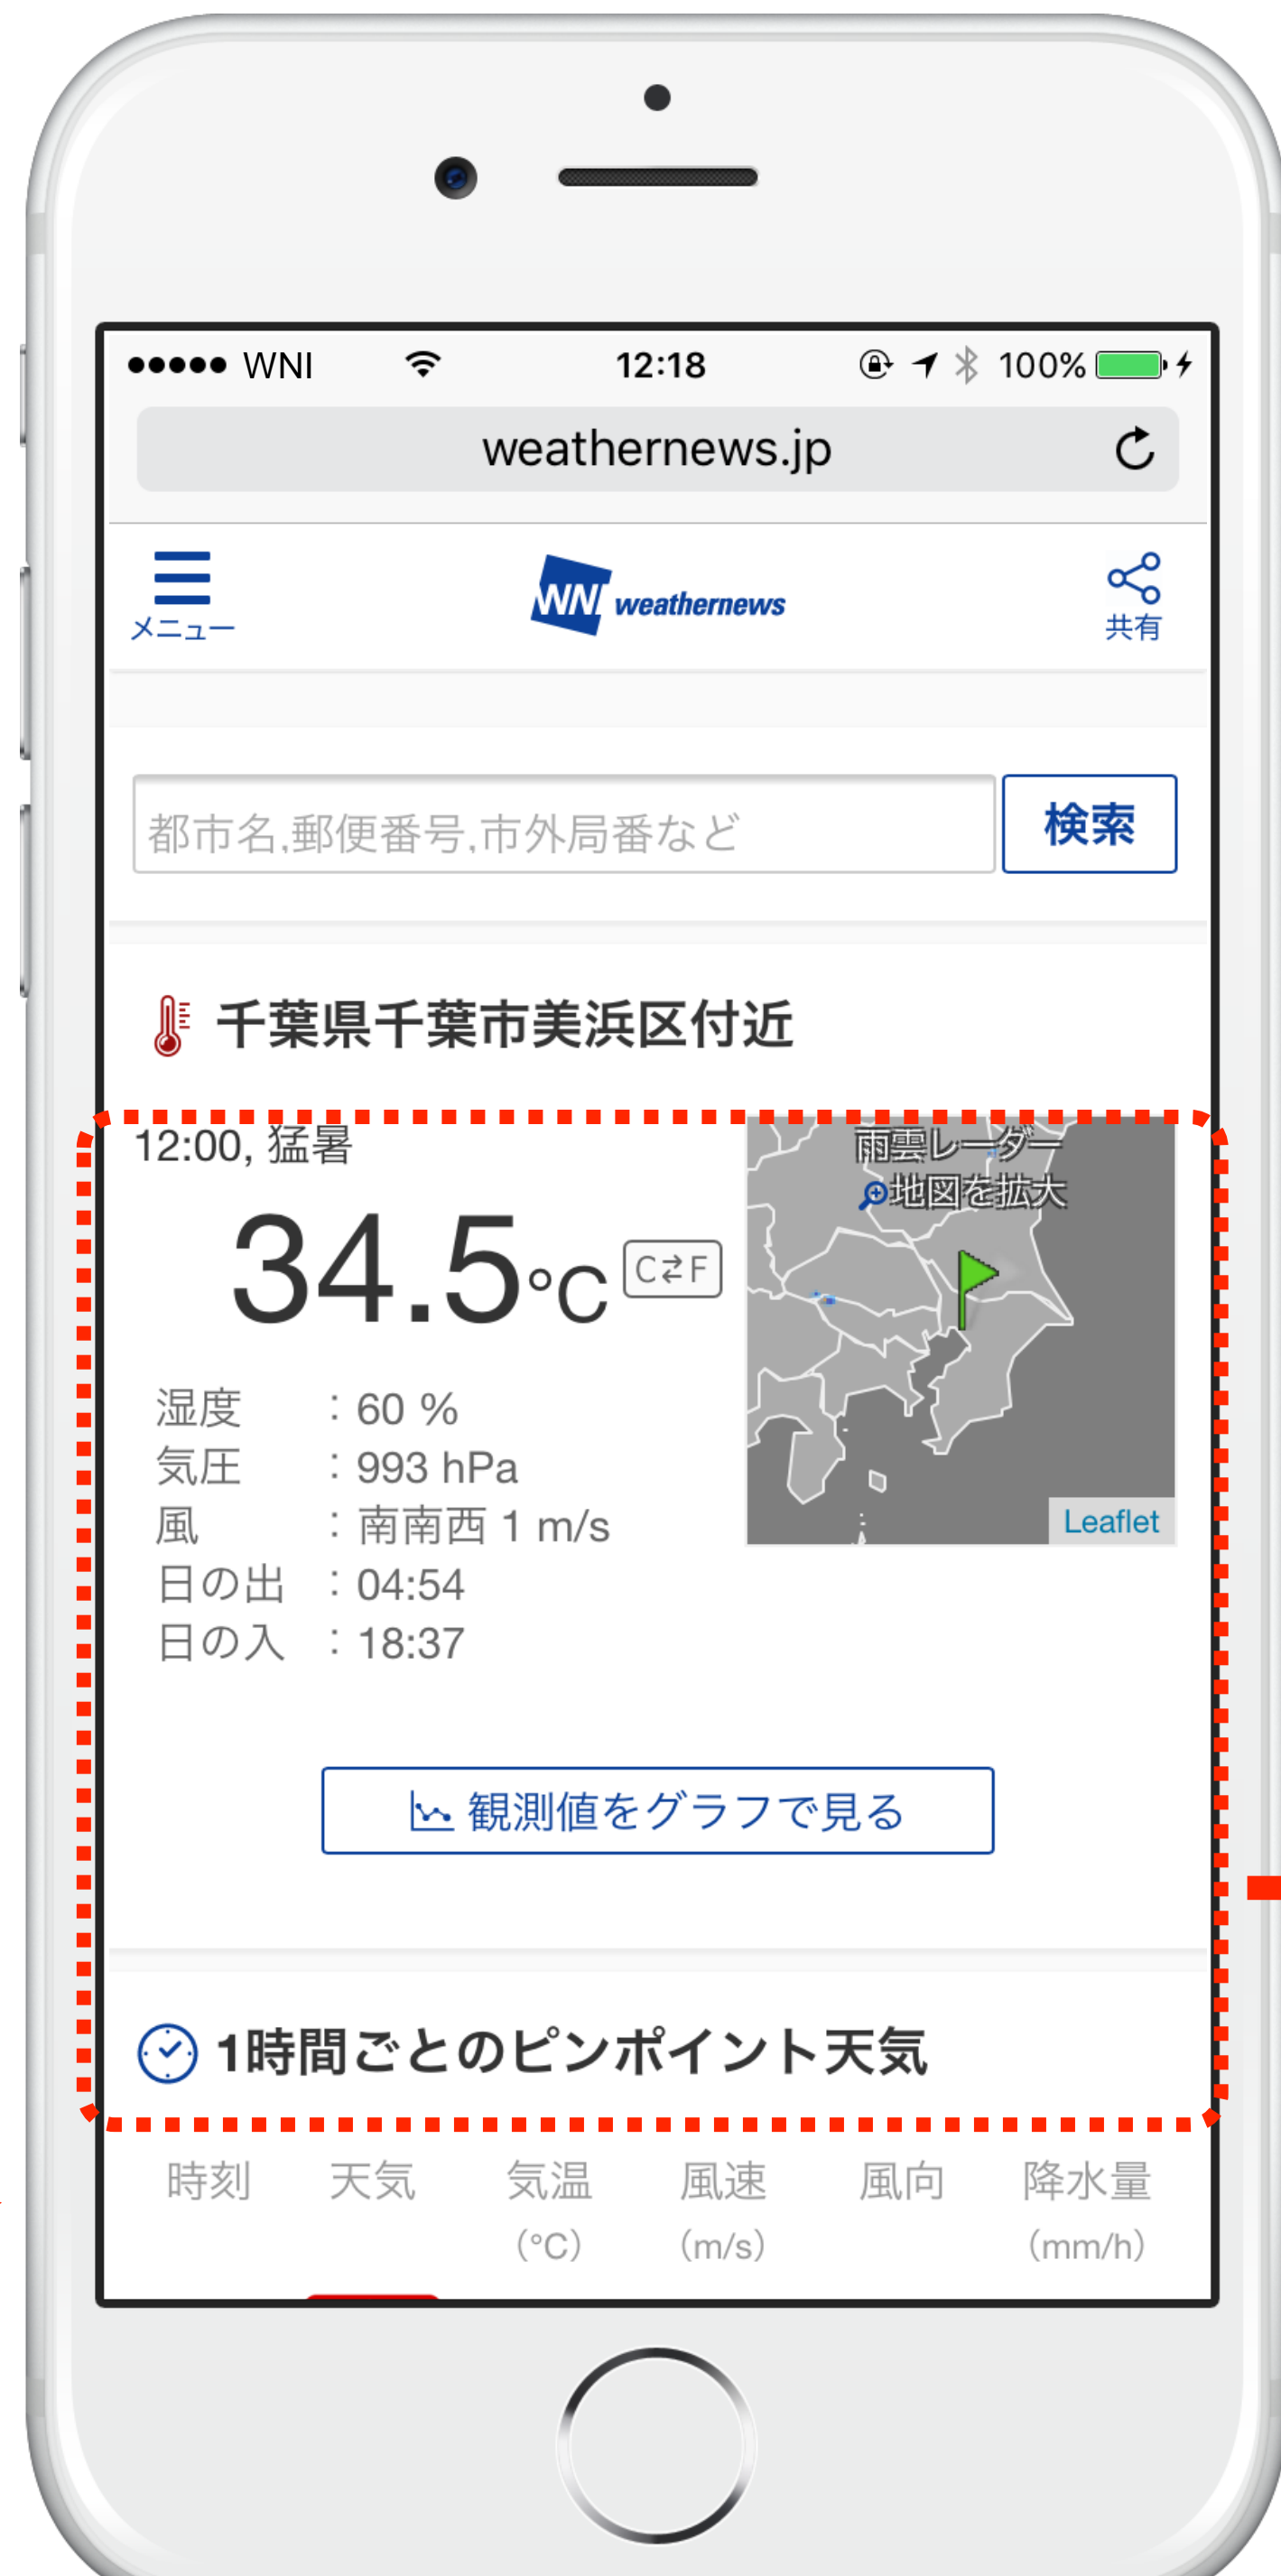 WNI 12:18 100%
weathernews.jp
メニュー WNI weathernews 共有
都市名,郵便番号,市外局番など 検索
千葉県千葉市美浜区付近
12:00, 猛暑
34.5°C C⇄F
湿度 : 60 %
気圧 : 993 hPa
風 : 南南西 1 m/s
日の出 : 04:54
日の入 : 18:37
雨雲レーダー
地図を拡大
Leaflet
観測値をグラフで見る
1時間ごとのピンポイント天気
時刻 天気 気温 風速 風向 降水量
(°C) (m/s) (mm/h)